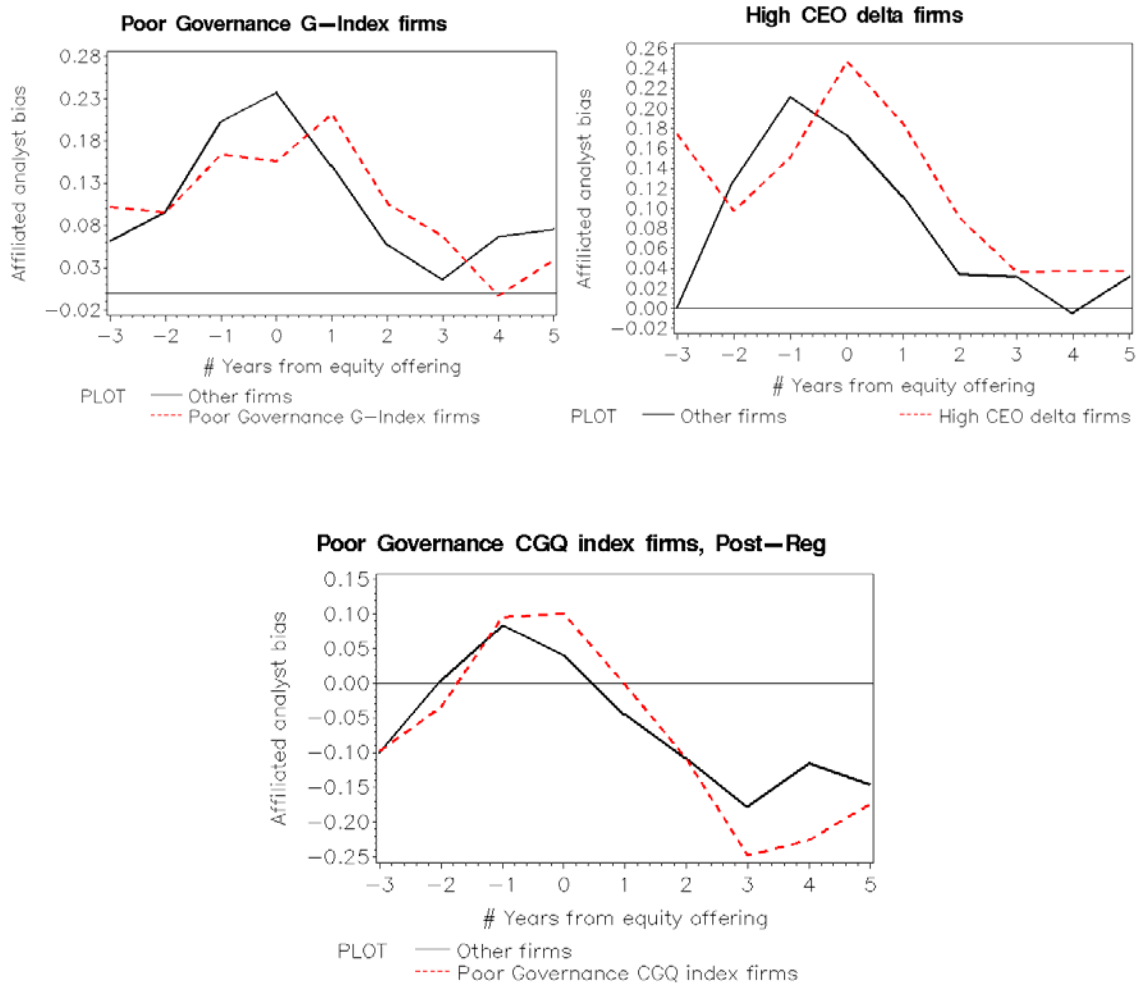 Poor Governance G-Index firms
Affiliated analyst bias
0.28
0.23
0.18
0.13
0.08
0.03
-0.02
-3 -2 -1 0 1 2 3 4 5
# Years from equity offering
PLOT Other firms
Poor Governance G-Index firms
High CEO delta firms
Affiliated analyst bias
0.26
0.24
0.22
0.20
0.18
0.16
0.14
0.12
0.10
0.08
0.06
0.04
0.02
0.00
-0.02
-3 -2 -1 0 1 2 3 4 5
# Years from equity offering
PLOT Other firms High CEO delta firms
Poor Governance CGQ index firms, Post-Reg
Affiliated analyst bias
0.15
0.10
0.05
0.00
-0.05
-0.10
-0.15
-0.20
-0.25
-3 -2 -1 0 1 2 3 4 5
# Years from equity offering
PLOT Other firms
Poor Governance CGQ index firms